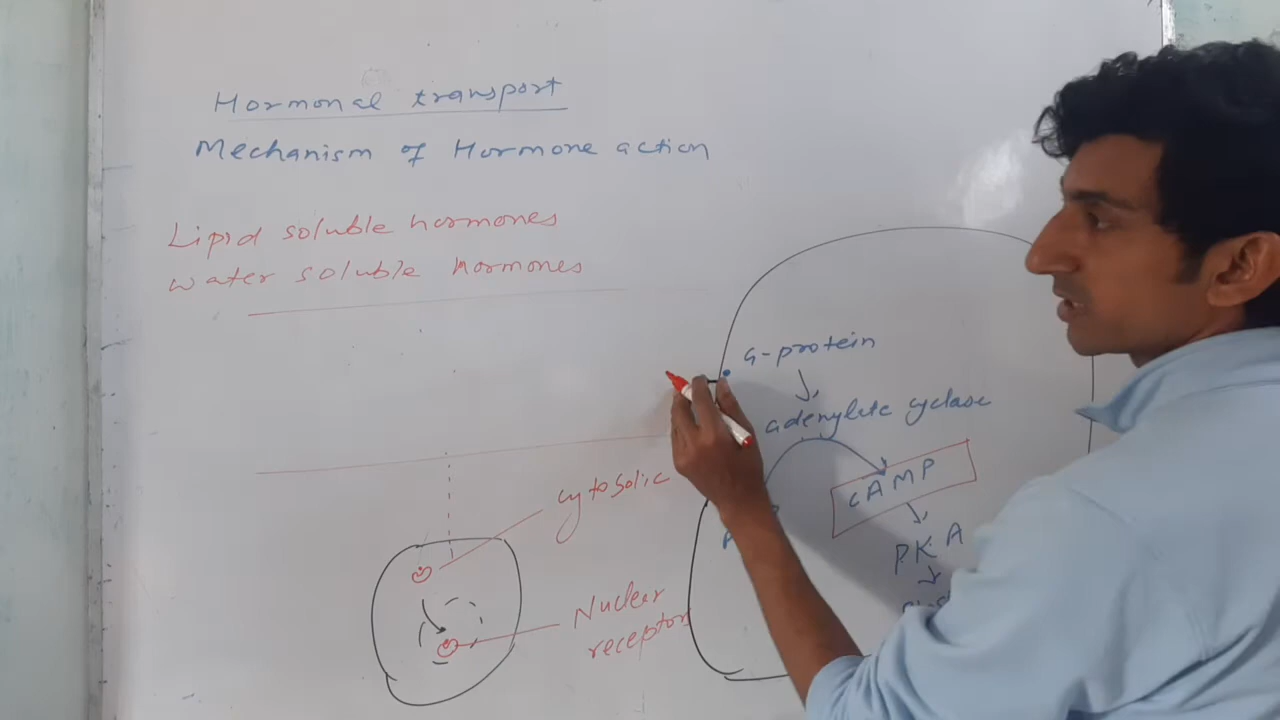 Hormonal transport
Mechanism of Hormone action
Lipid soluble hormones
water soluble hormones
G-protein
adenylate cyclase
cAMP
PKA
cytosolic
Nuclear
receptor